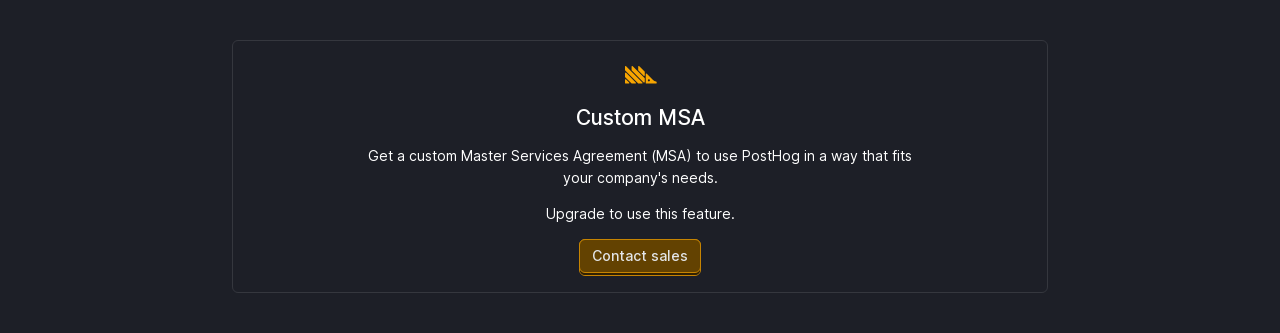 Custom MSA
Get a custom Master Services Agreement (MSA) to use PostHog in a way that fits
your company's needs.
Upgrade to use this feature.
Contact sales